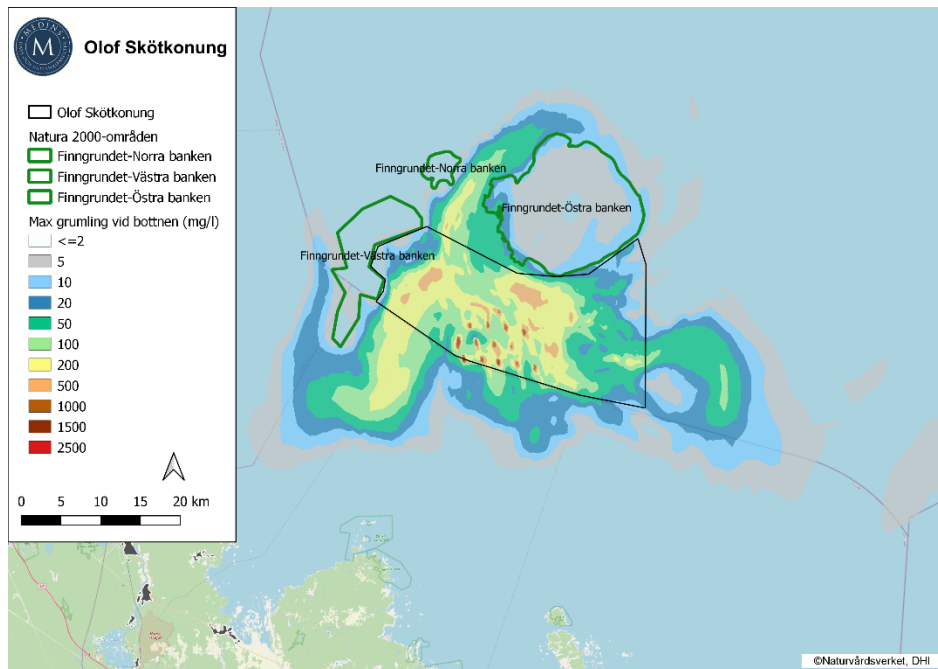 MEDINS
M
Olof Skötkonung
Olof Skötkonung
Natura 2000-områden
Finngrundet-Norra banken
Finngrundet-Västra banken
Finngrundet-Östra banken
Max grumling vid bottnen (mg/l)
<=2
5
10
20
50
100
200
500
1000
1500
2500
0 5 10 15 20 km
Finngrundet-Norra banken
Finngrundet-Östra banken
Finngrundet-Västra banken
©Naturvårdsverket, DHI